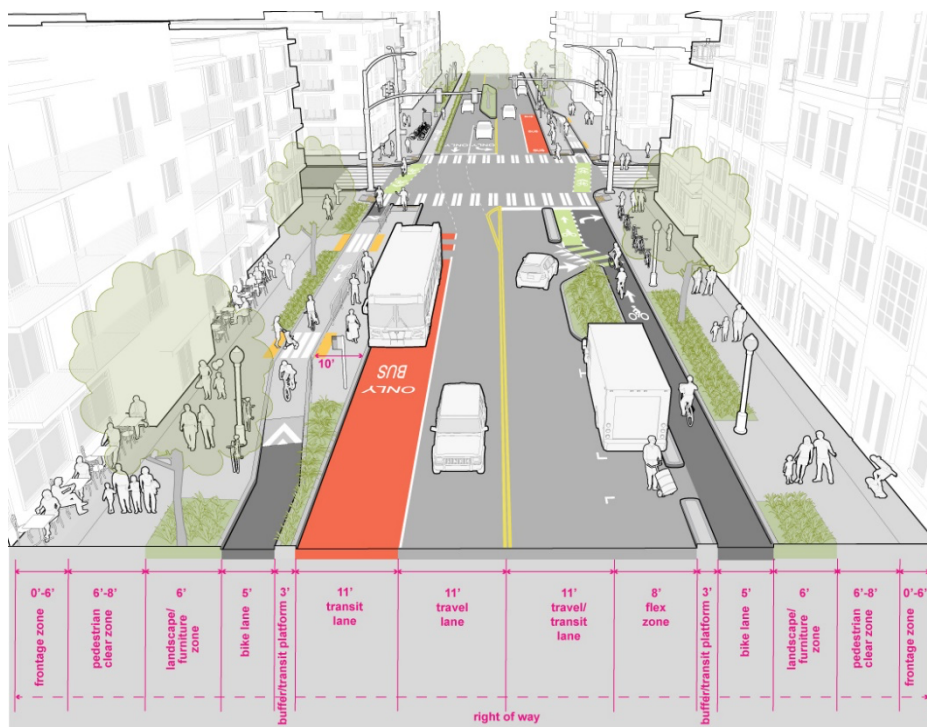 ONLY
BUS
10'
0'-6'
frontage zone
6'-8'
pedestrian
clear zone
6'
landscape/
furniture
zone
5'
bike lane
3'
buffer/transit platform
11'
transit
lane
11'
travel
lane
11'
travel/
transit
lane
8'
flex
zone
3'
buffer/transit platform
5'
bike lane
6'
landscape/
furniture
zone
6'-8'
pedestrian
clear zone
0'-6'
frontage zone
right of way